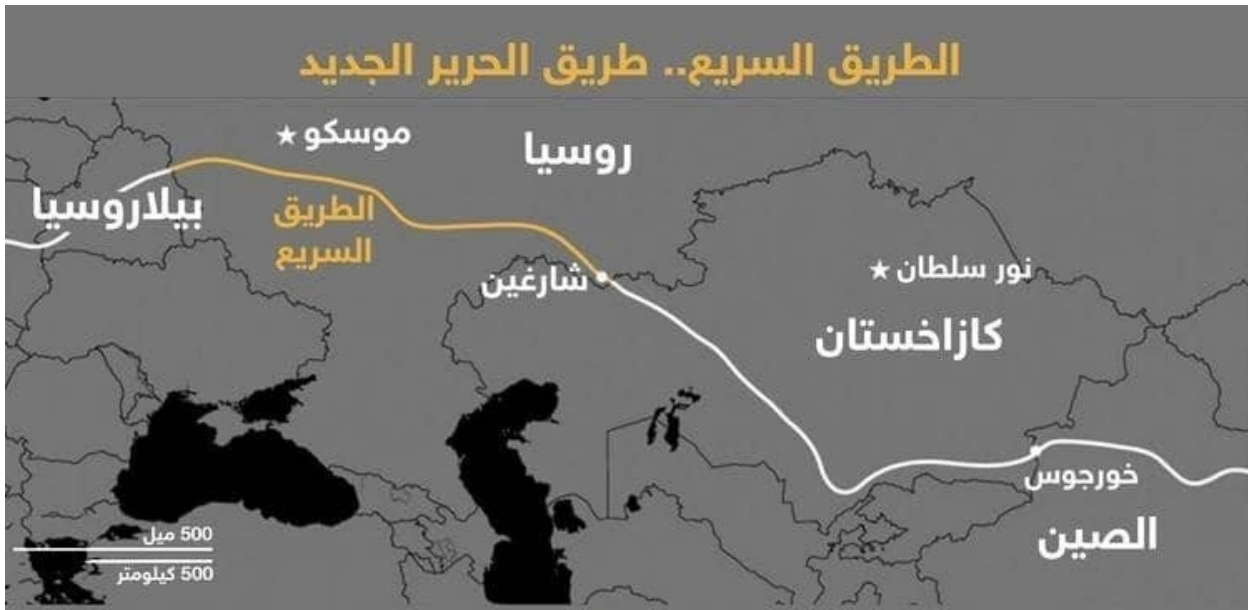 الطريق السريع.. طريق الحرير الجديد
موسكو
روسيا
بيلاروسيا
الطريق
السريع
نور سلطان
شارغين
كازاخستان
خورجوس
الصين
500 ميل
500 كيلومتر